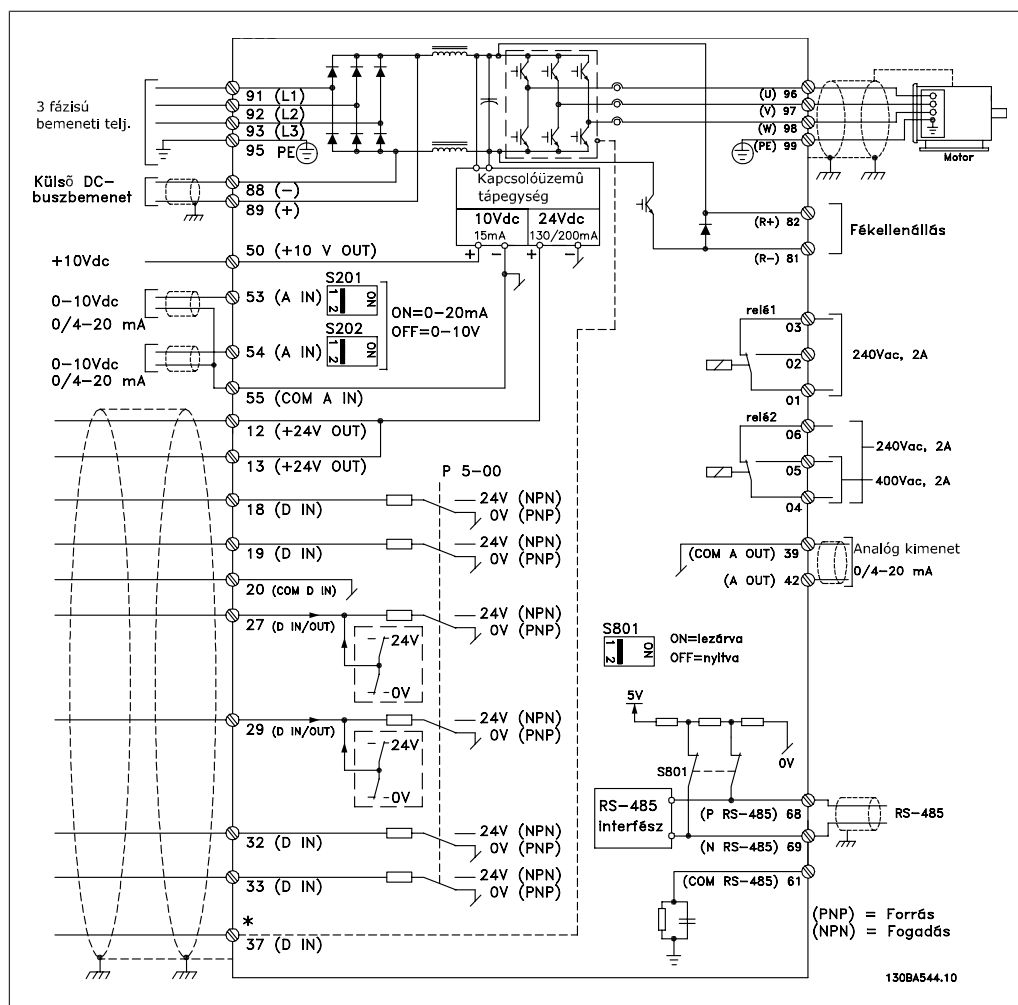 3 fázisú
bemeneti telj.
91 (L1)
92 (L2)
93 (L3)
95 PE
Külső DC-
buszbemenet
88 (−)
89 (+)
+10Vdc
50 (+10 V OUT)
0−10Vdc
0/4−20 mA
53 (A IN)
S201
1
2
ON
ON=0−20mA
OFF=0−10V
0−10Vdc
0/4−20 mA
54 (A IN)
S202
1
2
ON
55 (COM A IN)
12 (+24V OUT)
13 (+24V OUT)
P 5-00
18 (D IN)
24V (NPN)
0V (PNP)
19 (D IN)
24V (NPN)
0V (PNP)
20 (COM D IN)
27 (D IN/OUT)
24V (NPN)
0V (PNP)
24V
0V
29 (D IN/OUT)
24V (NPN)
0V (PNP)
24V
0V
32 (D IN)
24V (NPN)
0V (PNP)
33 (D IN)
24V (NPN)
0V (PNP)
*
37 (D IN)
Kapcsolóüzemû
tápegység
10Vdc
15mA
24Vdc
130/200mA
+ − + −
(U) 96
(V) 97
(W) 98
(PE) 99
Motor
(R+) 82
(R−) 81
Fékellenállás
relé1
03
02
01
240Vac, 2A
relé2
06
05
04
240Vac, 2A
400Vac, 2A
(COM A OUT) 39
(A OUT) 42
Analóg kimenet
0/4−20 mA
S801
1
2
ON
ON=lezárva
OFF=nyitva
5V
0V
S801
RS−485
interfész
(P RS−485) 68
(N RS−485) 69
(COM RS−485) 61
RS−485
(PNP) = Forrás
(NPN) = Fogadás
130BA544.10